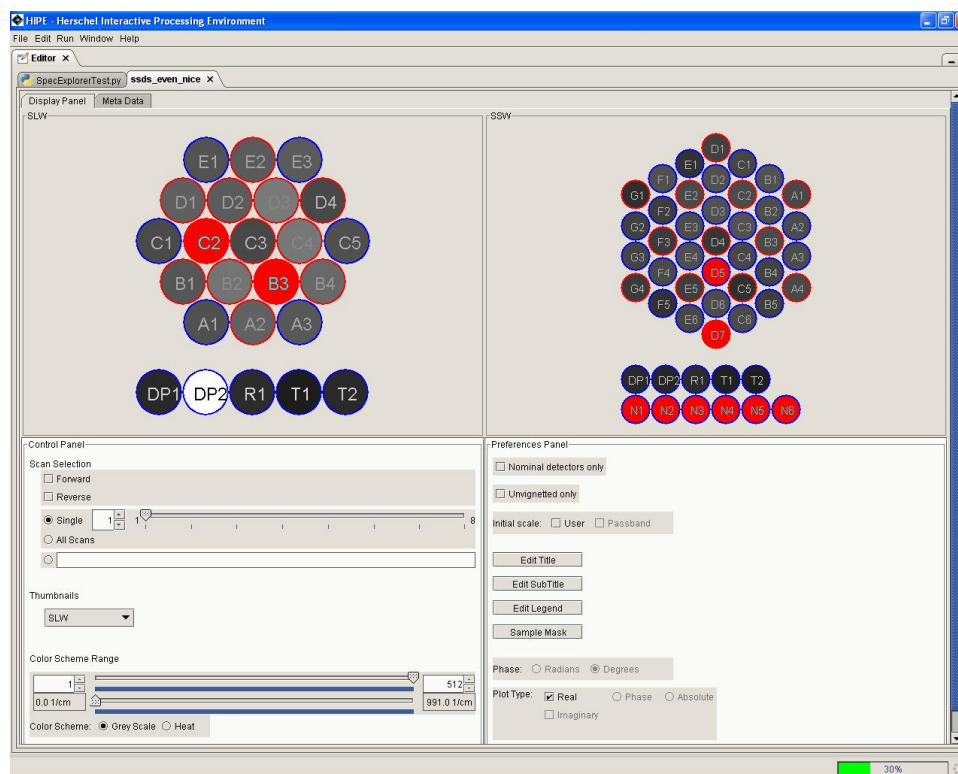 HIPE - Herschel Interactive Processing Environment
File Edit Run Window Help
Editor x
SpecExplorerTest.py ssds_even_nice x
Display Panel Meta Data
SLW
E1 E2 E3
D1 D2 D3 D4
C1 C2 C3 C4 C5
B1 B2 B3 B4
A1 A2 A3
DP1 DP2 R1 T1 T2
SSW
D1
E1 C1
F1 D2 B1
G1 E2 C2 A1
F2 D3 B2
G2 E3 C3 A2
F3 D4 B3
G3 E4 C4 A3
F4 D5 B4
G4 E5 C5 A4
F5 D6 B5
E6 C6
D7
DP1 DP2 R1 T1 T2
N1 N2 N3 N4 N5 N6
Control Panel
Scan Selection
Forward
Reverse
Single 1 1 8
All Scans
Thumbnails
SLW
Color Scheme Range
1 512
0.0 1/cm 991.0 1/cm
Color Scheme: Grey Scale Heat
Preferences Panel
Nominal detectors only
Unvignetted only
Initial scale: User Passband
Edit Title
Edit SubTitle
Edit Legend
Sample Mask
Phase: Radians Degrees
Plot Type: Real Phase Absolute
Imaginary
30%